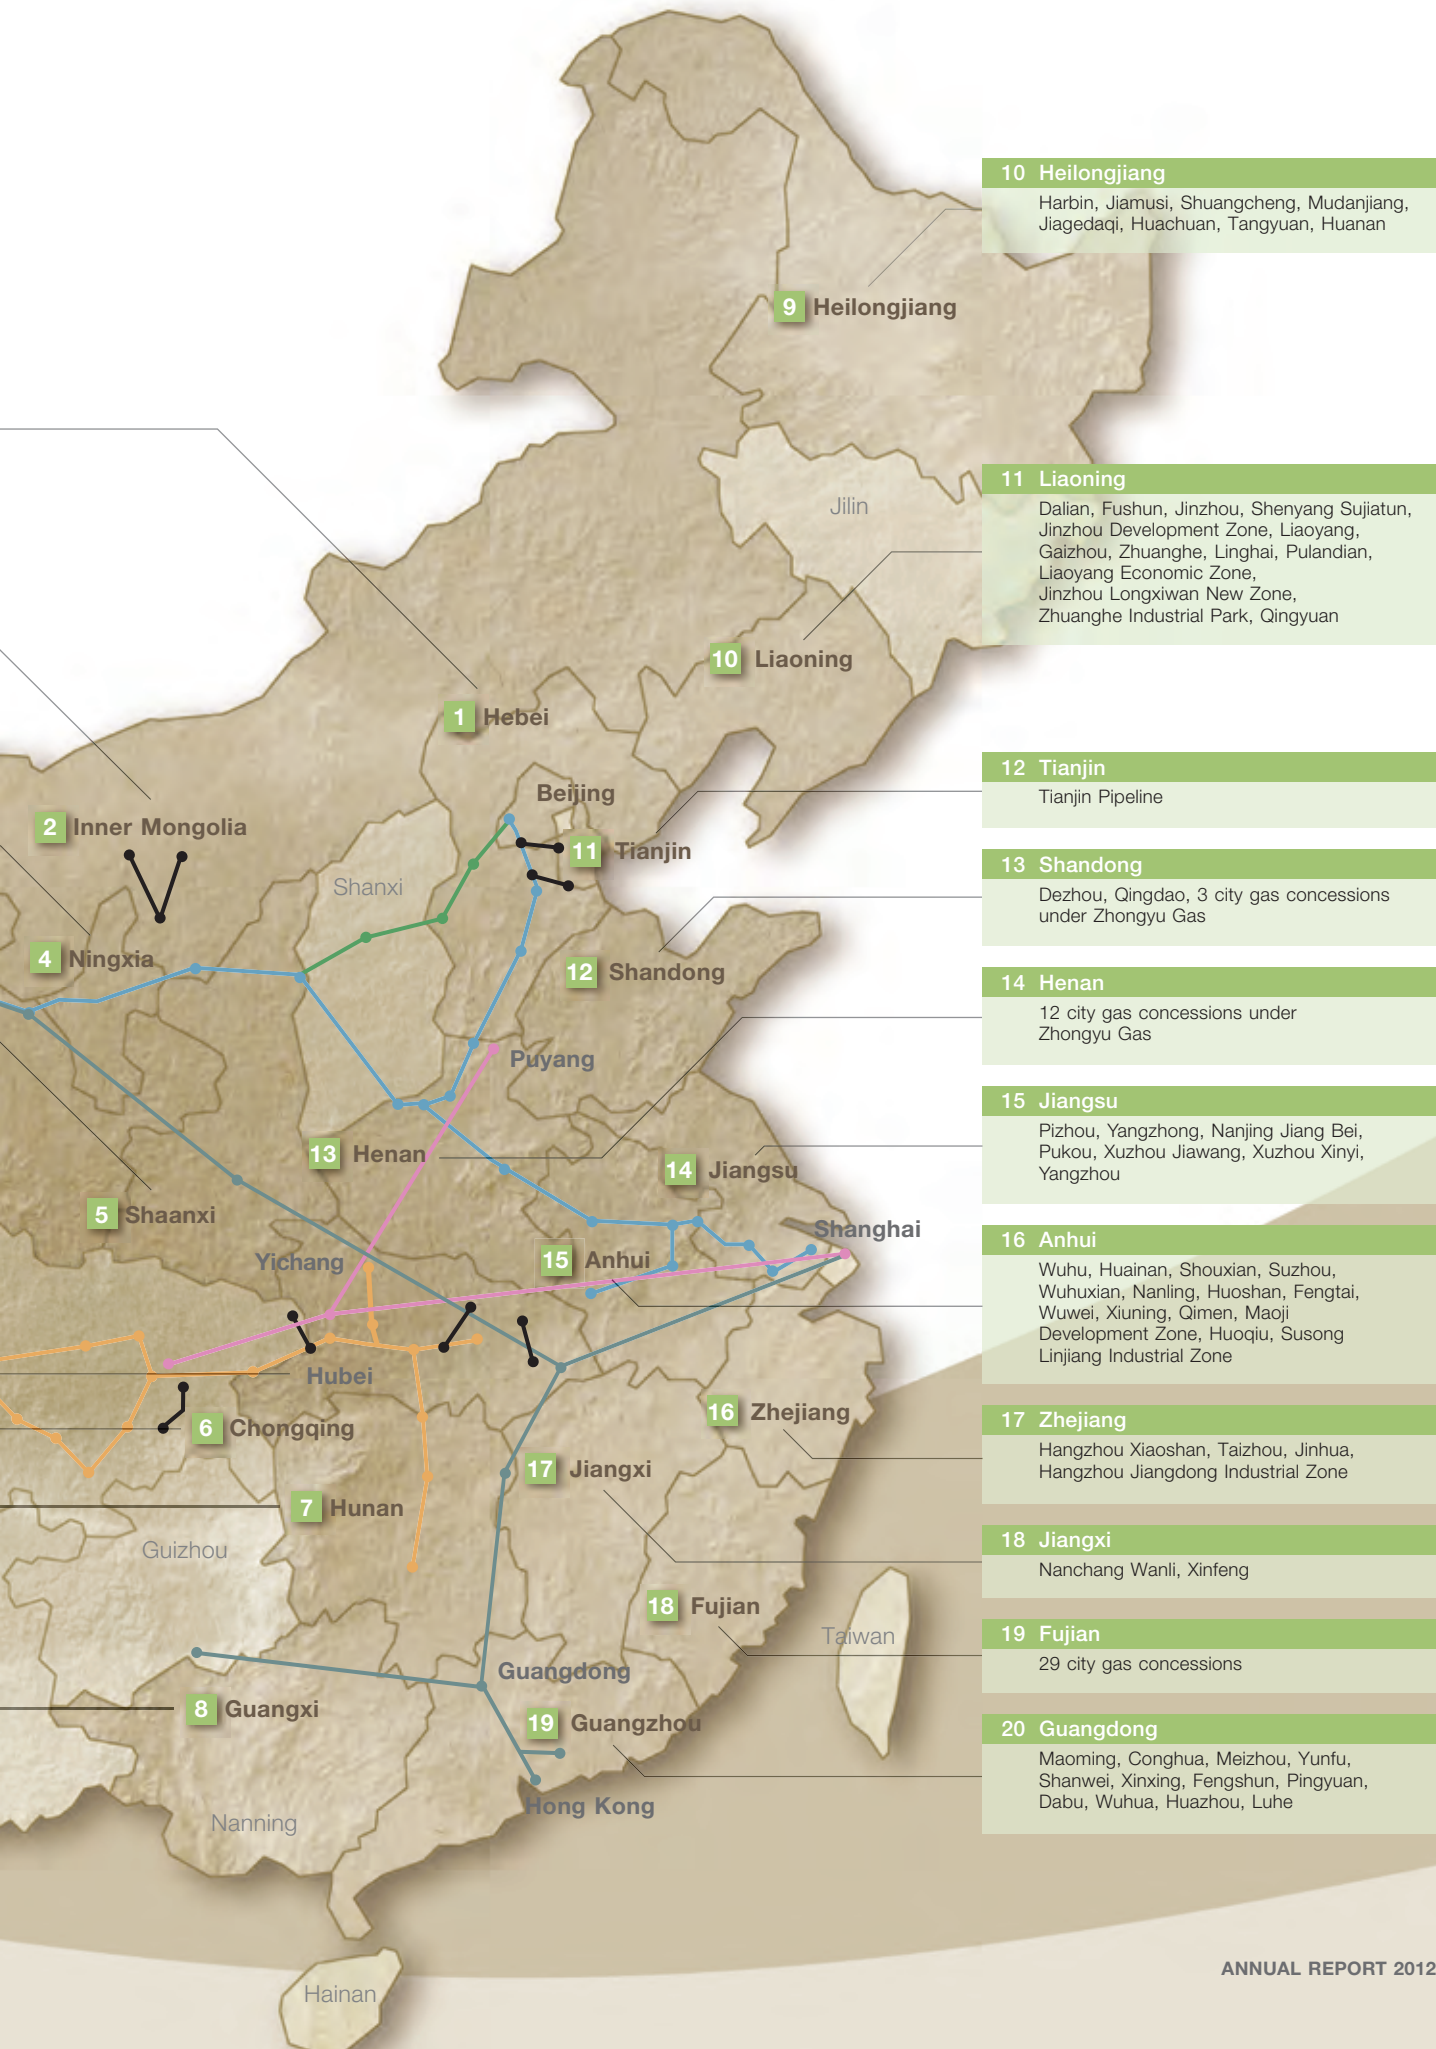 10 Heilongjiang
Harbin, Jiamusi, Shuangcheng, Mudanjiang,
Jiagedaqi, Huachuan, Tangyuan, Huanan
9 Heilongjiang
11 Liaoning
Dalian, Fushun, Jinzhou, Shenyang Sujiatun,
Jinzhou Development Zone, Liaoyang,
Gaizhou, Zhuanghe, Linghai, Pulandian,
Liaoyang Economic Zone,
Jinzhou Longxiwan New Zone,
Zhuanghe Industrial Park, Qingyuan
Jilin
10 Liaoning
1 Hebei
Beijing
12 Tianjin
Tianjin Pipeline
2 Inner Mongolia
11 Tianjin
Shanxi
13 Shandong
Dezhou, Qingdao, 3 city gas concessions
under Zhongyu Gas
4 Ningxia
12 Shandong
14 Henan
12 city gas concessions under
Zhongyu Gas
Puyang
15 Jiangsu
Pizhou, Yangzhong, Nanjing Jiang Bei,
Pukou, Xuzhou Jiawang, Xuzhou Xinyi,
Yangzhou
13 Henan
14 Jiangsu
5 Shaanxi
Shanghai
Yichang
15 Anhui
16 Anhui
Wuhu, Huainan, Shouxian, Suzhou,
Wuhuxian, Nanling, Huoshan, Fengtai,
Wuwei, Xiuning, Qimen, Maoji
Development Zone, Huoqiu, Susong
Linjiang Industrial Zone
Hubei
6 Chongqing
16 Zhejiang
17 Zhejiang
Hangzhou Xiaoshan, Taizhou, Jinhua,
Hangzhou Jiangdong Industrial Zone
17 Jiangxi
7 Hunan
Guizhou
18 Jiangxi
Nanchang Wanli, Xinfeng
18 Fujian
Taiwan
19 Fujian
29 city gas concessions
Guangdong
8 Guangxi
19 Guangzhou
20 Guangdong
Maoming, Conghua, Meizhou, Yunfu,
Shanwei, Xinxing, Fengshun, Pingyuan,
Dabu, Wuhua, Huazhou, Luhe
Hong Kong
Nanning
Hainan
ANNUAL REPORT 2012